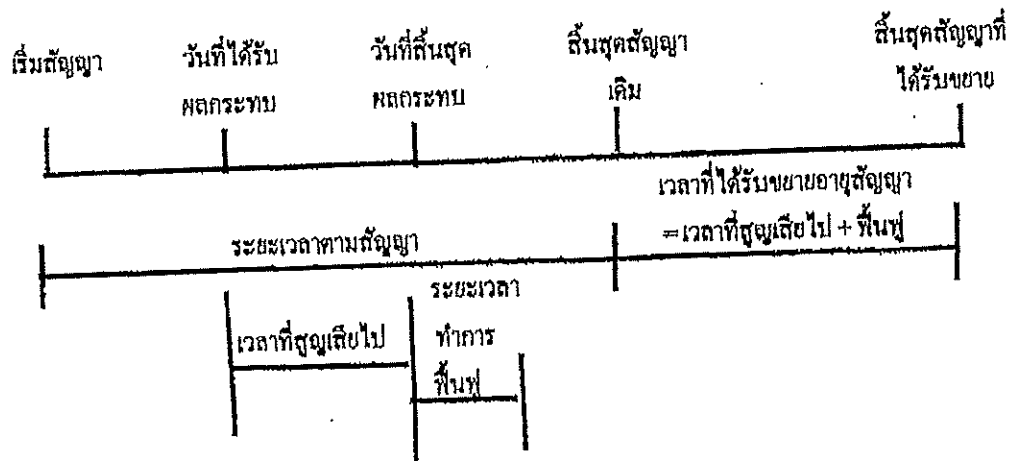 เริ่มสัญญา
วันที่ได้รับ
ผลกระทบ
วันที่สิ้นสุด
ผลกระทบ
สิ้นสุดสัญญา
เดิม
สิ้นสุดสัญญาที่
ได้รับขยาย
เวลาที่ได้รับขยายอายุสัญญา
=เวลาที่สูญเสียไป + ฟื้นฟู
ระยะเวลาตามสัญญา
เวลาที่สูญเสียไป
ระยะเวลา
ทำการ
ฟื้นฟู